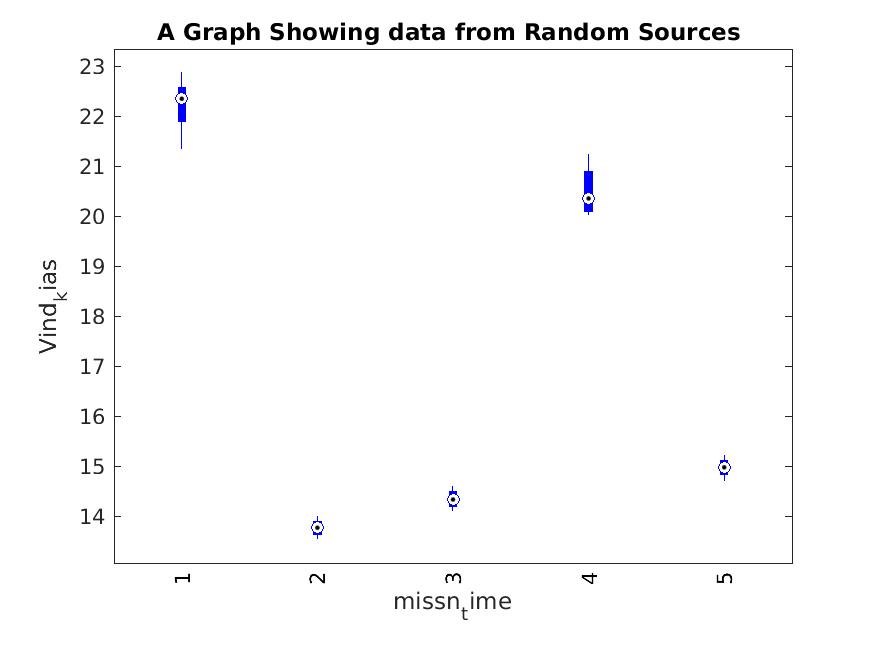 A Graph Showing data from Random Sources
23
22
21
20
19
18
17
16
15
14
Vind_kias
1 2 3 4 5
missn_time